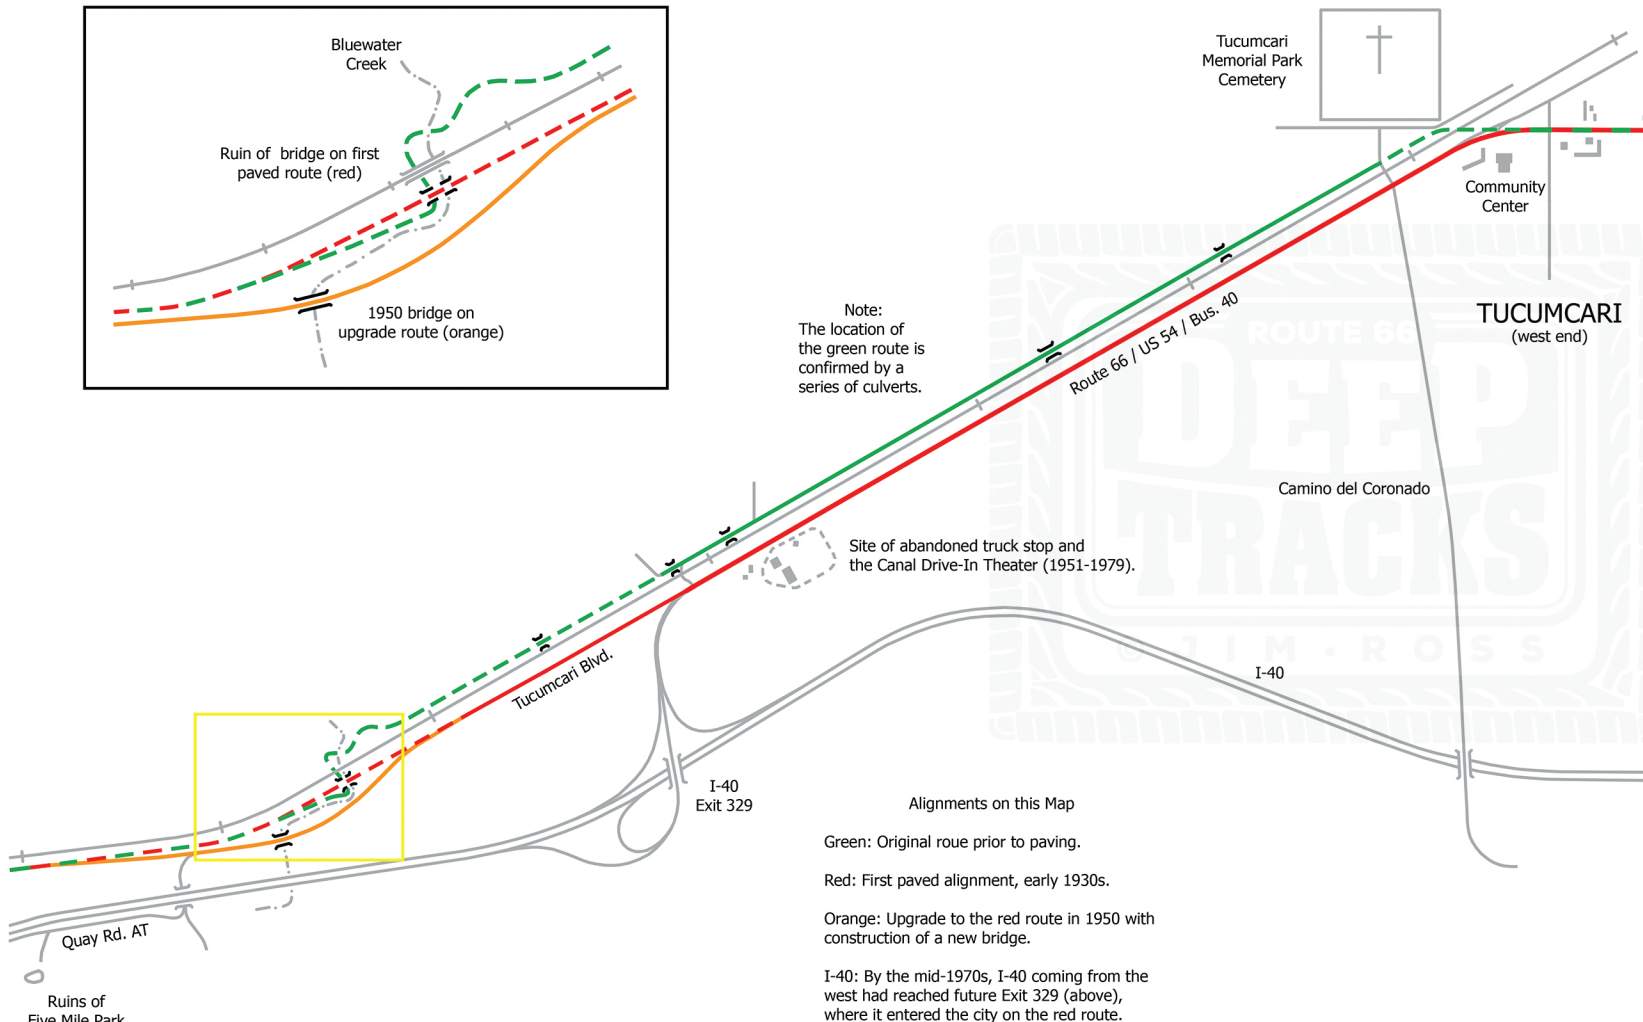 Bluewater
Creek
Ruin of bridge on first
paved route (red)
1950 bridge on
upgrade route (orange)
Tucumcari
Memorial Park
Cemetery
Community
Center
TUCUMCARI
(west end)
Note:
The location of
the green route is
confirmed by a
series of culverts.
Route 66 / US 54 / Bus. 40
ROUTE 66
DEEP
TRACKS
© JIM · ROSS
Camino del Coronado
Site of abandoned truck stop and
the Canal Drive-In Theater (1951-1979).
Tucumcari Blvd.
I-40
I-40
Exit 329
Quay Rd. AT
Ruins of
Five Mile Park
Alignments on this Map
Green: Original roue prior to paving.
Red: First paved alignment, early 1930s.
Orange: Upgrade to the red route in 1950 with
construction of a new bridge.
I-40: By the mid-1970s, I-40 coming from the
west had reached future Exit 329 (above),
where it entered the city on the red route.